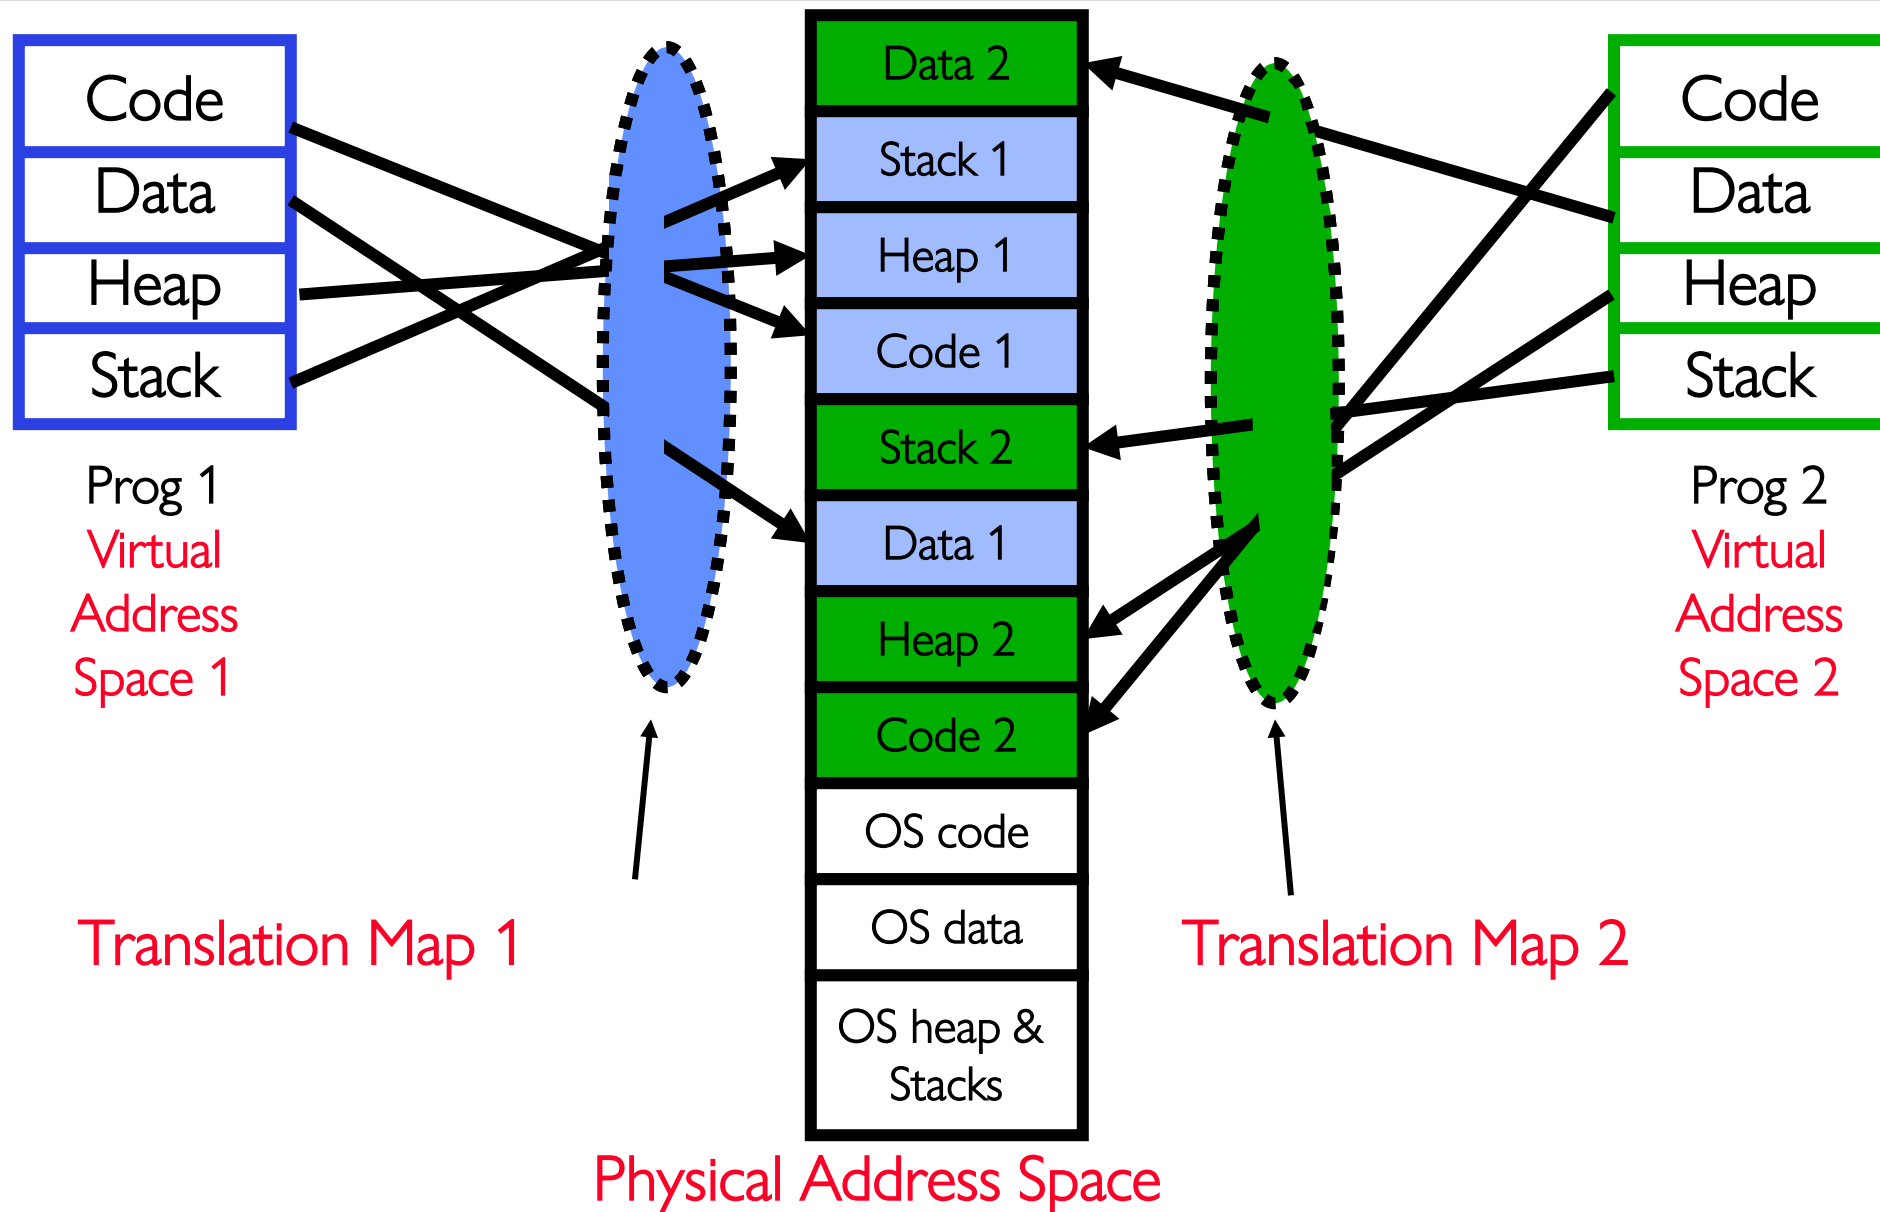 Code
Data
Heap
Stack
Prog 1
Virtual
Address
Space 1
Translation Map 1
Data 2
Stack 1
Heap 1
Code 1
Stack 2
Data 1
Heap 2
Code 2
OS code
OS data
OS heap &
Stacks
Physical Address Space
Code
Data
Heap
Stack
Prog 2
Virtual
Address
Space 2
Translation Map 2